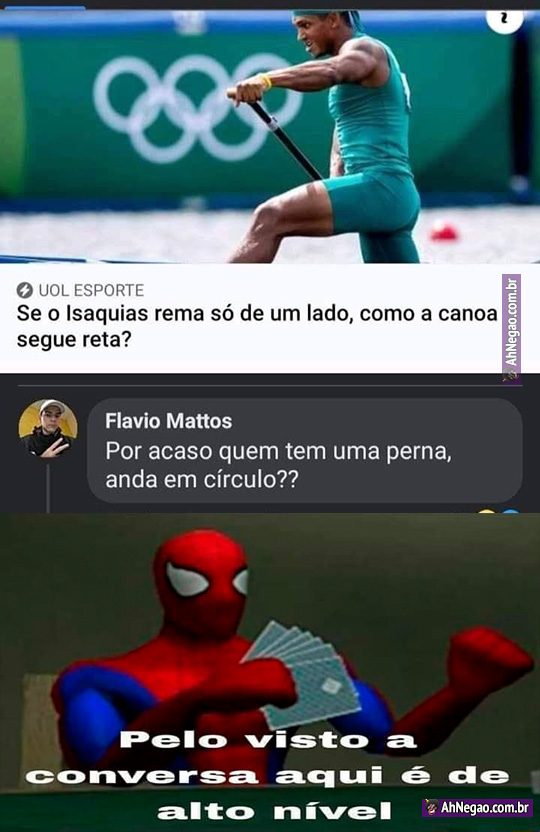 UOL ESPORTE
Se o Isaquias rema só de um lado, como a canoa
segue reta?
AhNegao.com.br
Flavio Mattos
Por acaso quem tem uma perna,
anda em círculo??
Pelo visto a
conversa aqui é de
alto nível
AhNegao.com.br